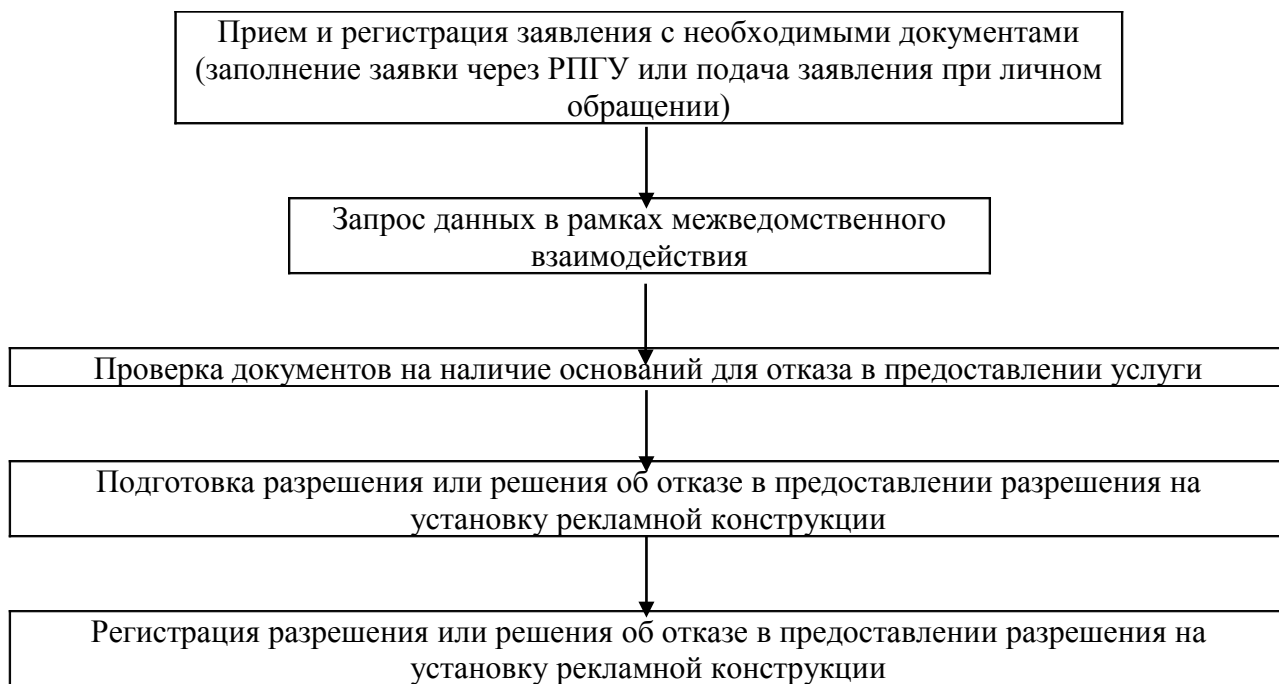 Прием и регистрация заявления с необходимыми документами
(заполнение заявки через РПГУ или подача заявления при личном
обращении)
Запрос данных в рамках межведомственного
взаимодействия
Проверка документов на наличие оснований для отказа в предоставлении услуги
Подготовка разрешения или решения об отказе в предоставлении разрешения на
установку рекламной конструкции
Регистрация разрешения или решения об отказе в предоставлении разрешения на
установку рекламной конструкции